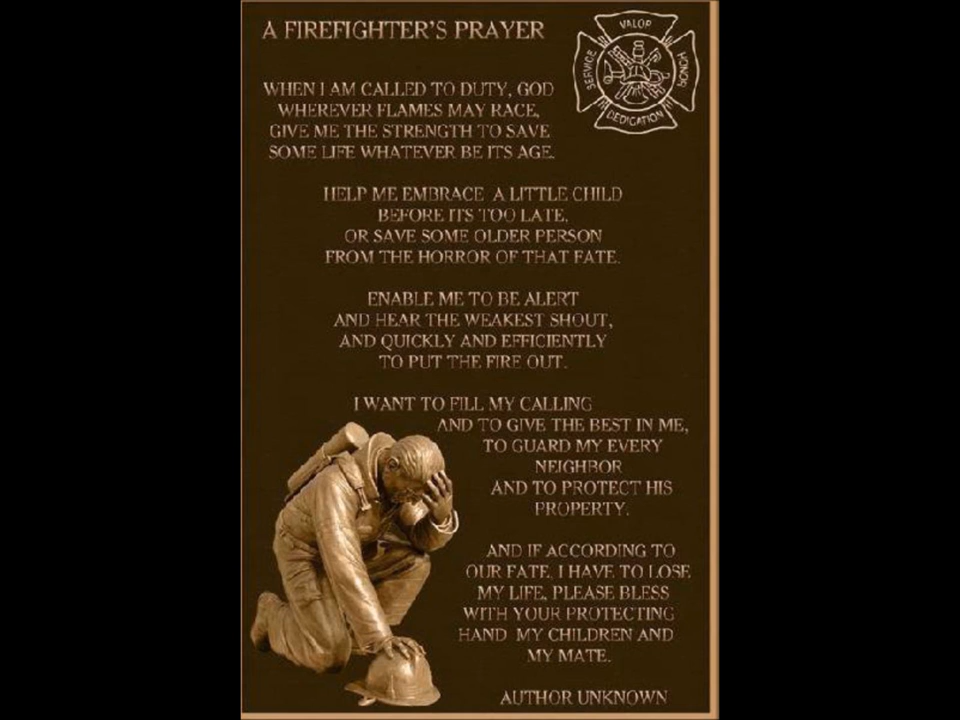 A FIREFIGHTER'S PRAYER
VALOR
SERVICE
HONOR
DEDICATION
WHEN I AM CALLED TO DUTY, GOD
WHEREVER FLAMES MAY RACE,
GIVE ME THE STRENGTH TO SAVE
SOME LIFE WHATEVER BE ITS AGE.
HELP ME EMBRACE A LITTLE CHILD
BEFORE ITS TOO LATE,
OR SAVE SOME OLDER PERSON
FROM THE HORROR OF THAT FATE.
ENABLE ME TO BE ALERT
AND HEAR THE WEAKEST SHOUT,
AND QUICKLY AND EFFICIENTLY
TO PUT THE FIRE OUT.
I WANT TO FILL MY CALLING
AND TO GIVE THE BEST IN ME,
TO GUARD MY EVERY
NEIGHBOR
AND TO PROTECT HIS
PROPERTY.
AND IF ACCORDING TO
OUR FATE, I HAVE TO LOSE
MY LIFE, PLEASE BLESS
WITH YOUR PROTECTING
HAND MY CHILDREN AND
MY MATE.
AUTHOR UNKNOWN